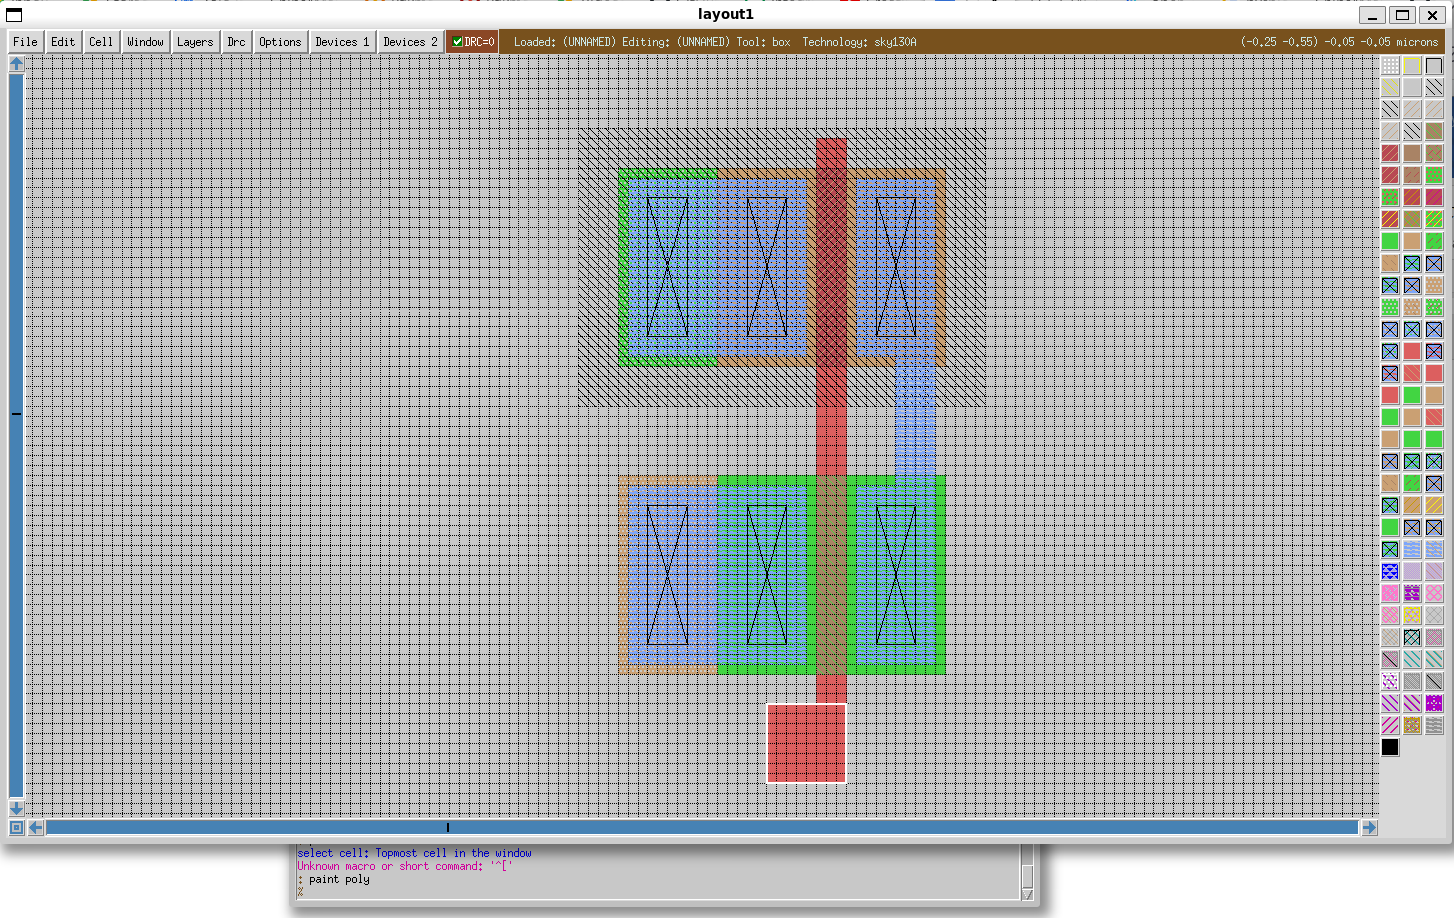 layout1
File Edit Cell Window Layers Drc Options Devices 1 Devices 2 DRC=0 Loaded: (UNNAMED) Editing: (UNNAMED) Tool: box Technology: sky130A (-0.25 -0.55) -0.05 -0.05 microns
select cell: Topmost cell in the window
Unknown macro or short command: '^['
: paint poly
%